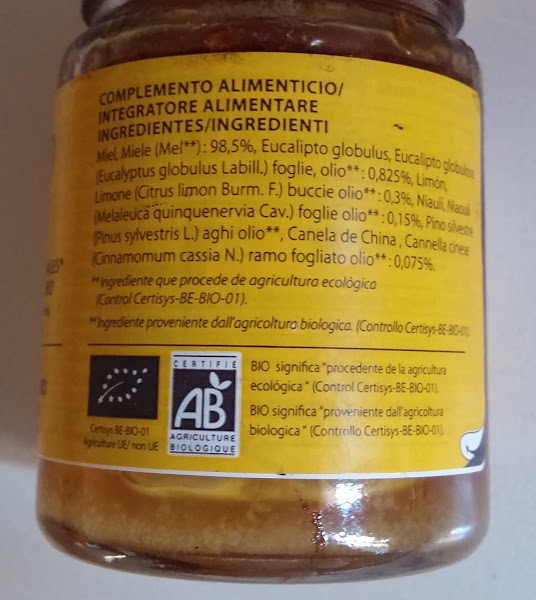 COMPLEMENTO ALIMENTICIO/
INTEGRATORE ALIMENTARE
INGREDIENTES/INGREDIENTI
Miel, Miele (Mel**): 98,5%, Eucalipto globulus, Eucalipto globulus
(Eucalyptus globulus Labill.) foglie, olio**: 0,825%, Limón,
Limone (Citrus limon Burm. F.) buccie olio**: 0,3%, Niauli, Niaouli
(Melaleuca quinquenervia Cav.) foglie olio**: 0,15%, Pino silvestre
(Pinus sylvestris L.) aghi olio**, Canela de China, Cannella cinese
(Cinnamomum cassia N.) ramo fogliato olio**: 0,075%.
**Ingrediente que procede de agricultura ecológica
(Control Certisys-BE-BIO-01).
**Ingrediente proveniente dall'agricoltura biologica. (Controllo Certisys-BE-BIO-01).
Certisys BE-BIO-01
Agriculture UE/ non UE
CERTIFIÉ
AB
AGRICULTURE
BIOLOGIQUE
BIO significa "procedente de la agricultura
ecológica" (Control Certisys-BE-BIO-01).
BIO significa "proveniente dall'agricoltura
biologica" (Controllo Certisys-BE-BIO-01).